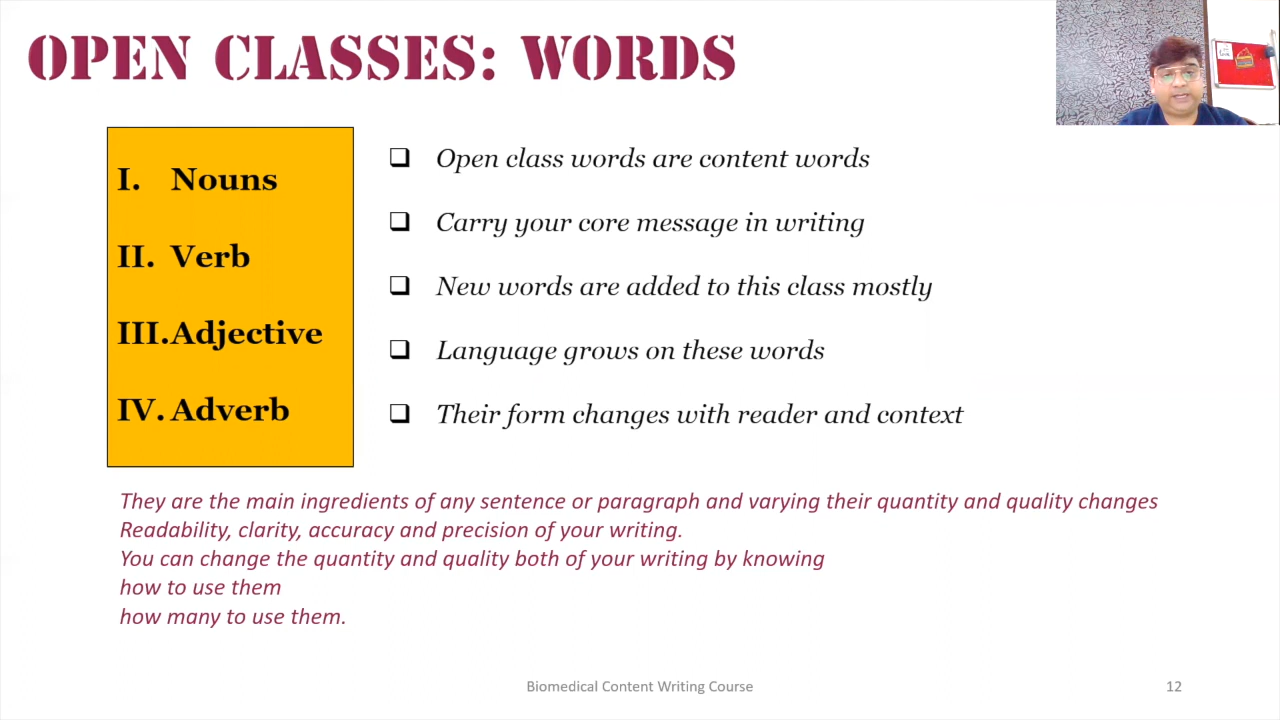 OPEN CLASSES: WORDS
I. Nouns
II. Verb
III.Adjective
IV. Adverb
Open class words are content words
Carry your core message in writing
New words are added to this class mostly
Language grows on these words
Their form changes with reader and context
They are the main ingredients of any sentence or paragraph and varying their quantity and quality changes
Readability, clarity, accuracy and precision of your writing.
You can change the quantity and quality both of your writing by knowing
how to use them
how many to use them.
Biomedical Content Writing Course
12